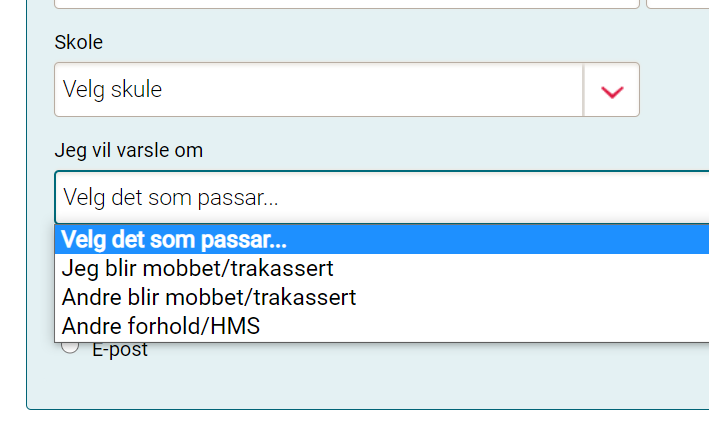 Skole
Velg skule
Jeg vil varsle om
Velg det som passar...
Velg det som passar...
Jeg blir mobbet/trakassert
Andre blir mobbet/trakassert
Andre forhold/HMS
E-post